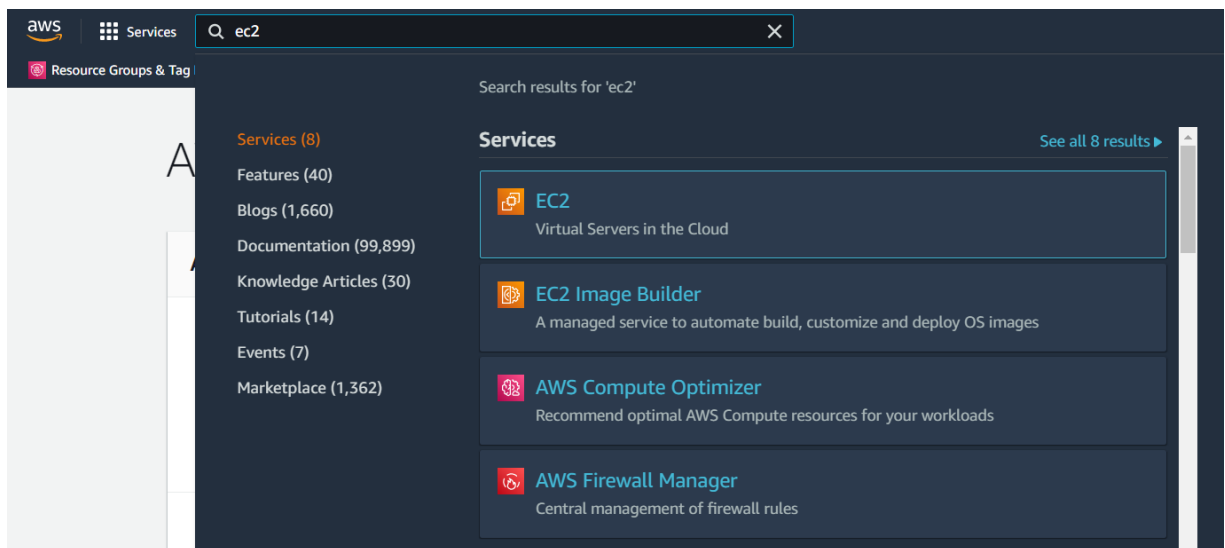 aws
Services
ec2
Resource Groups & Tag
Search results for 'ec2'
Services (8)
Features (40)
Blogs (1,660)
Documentation (99,899)
Knowledge Articles (30)
Tutorials (14)
Events (7)
Marketplace (1,362)
Services
See all 8 results
EC2
Virtual Servers in the Cloud
EC2 Image Builder
A managed service to automate build, customize and deploy OS images
AWS Compute Optimizer
Recommend optimal AWS Compute resources for your workloads
AWS Firewall Manager
Central management of firewall rules